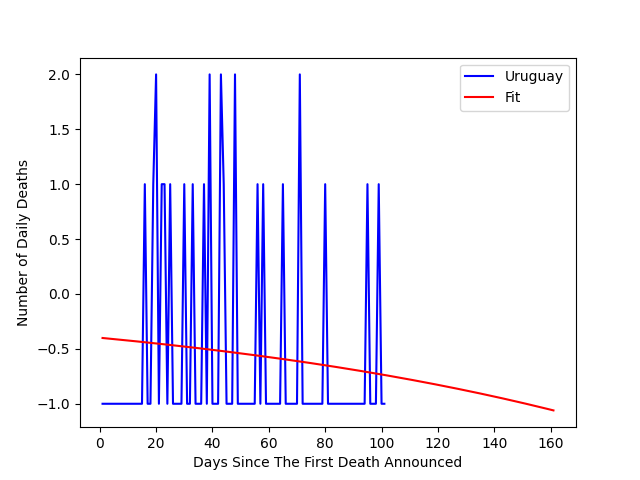 Uruguay
Fit
2.0
1.5
1.0
0.5
0.0
−0.5
−1.0
Number of Daily Deaths
0 20 40 60 80 100 120 140 160
Days Since The First Death Announced